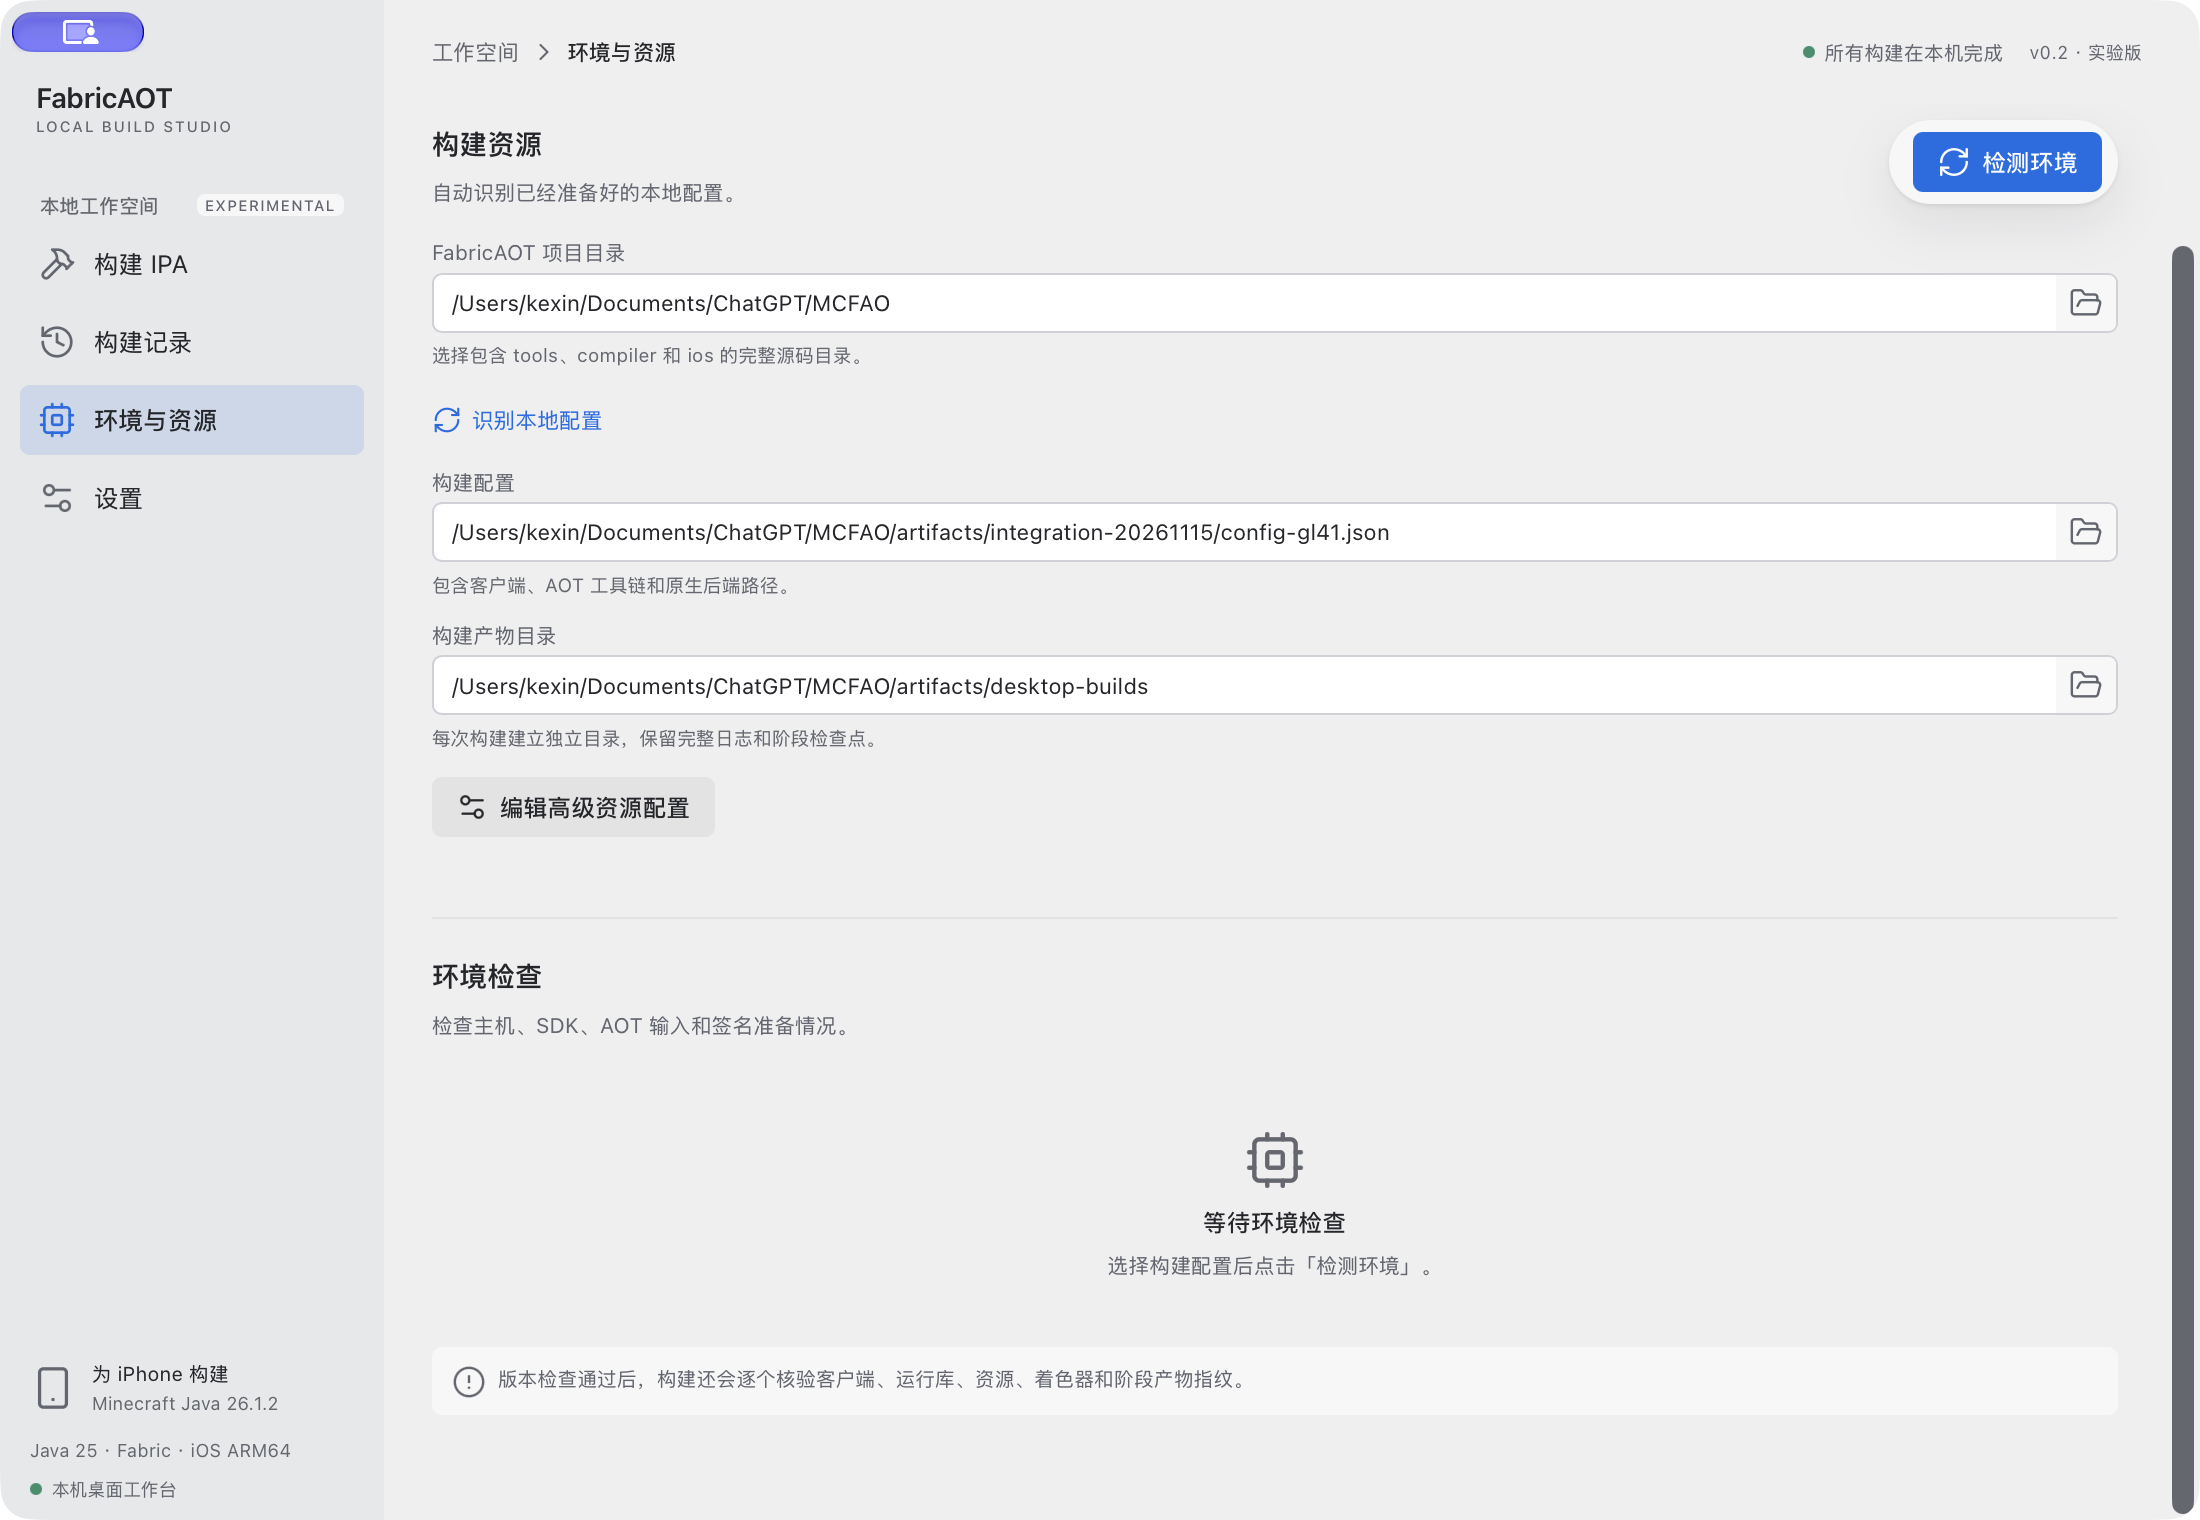 FabricAOT
LOCAL BUILD STUDIO
本地工作空间 EXPERIMENTAL
构建 IPA
构建记录
环境与资源
设置
为 iPhone 构建
Minecraft Java 26.1.2
Java 25 · Fabric · iOS ARM64
本机桌面工作台
工作空间 > 环境与资源
所有构建在本机完成 v0.2 · 实验版
构建资源
自动识别已经准备好的本地配置。
检测环境
FabricAOT 项目目录
/Users/kexin/Documents/ChatGPT/MCFAO
选择包含 tools、compiler 和 ios 的完整源码目录。
识别本地配置
构建配置
/Users/kexin/Documents/ChatGPT/MCFAO/artifacts/integration-20261115/config-gl41.json
包含客户端、AOT 工具链和原生后端路径。
构建产物目录
/Users/kexin/Documents/ChatGPT/MCFAO/artifacts/desktop-builds
每次构建建立独立目录，保留完整日志和阶段检查点。
编辑高级资源配置
环境检查
检查主机、SDK、AOT 输入和签名准备情况。
等待环境检查
选择构建配置后点击「检测环境」。
版本检查通过后，构建还会逐个核验客户端、运行库、资源、着色器和阶段产物指纹。